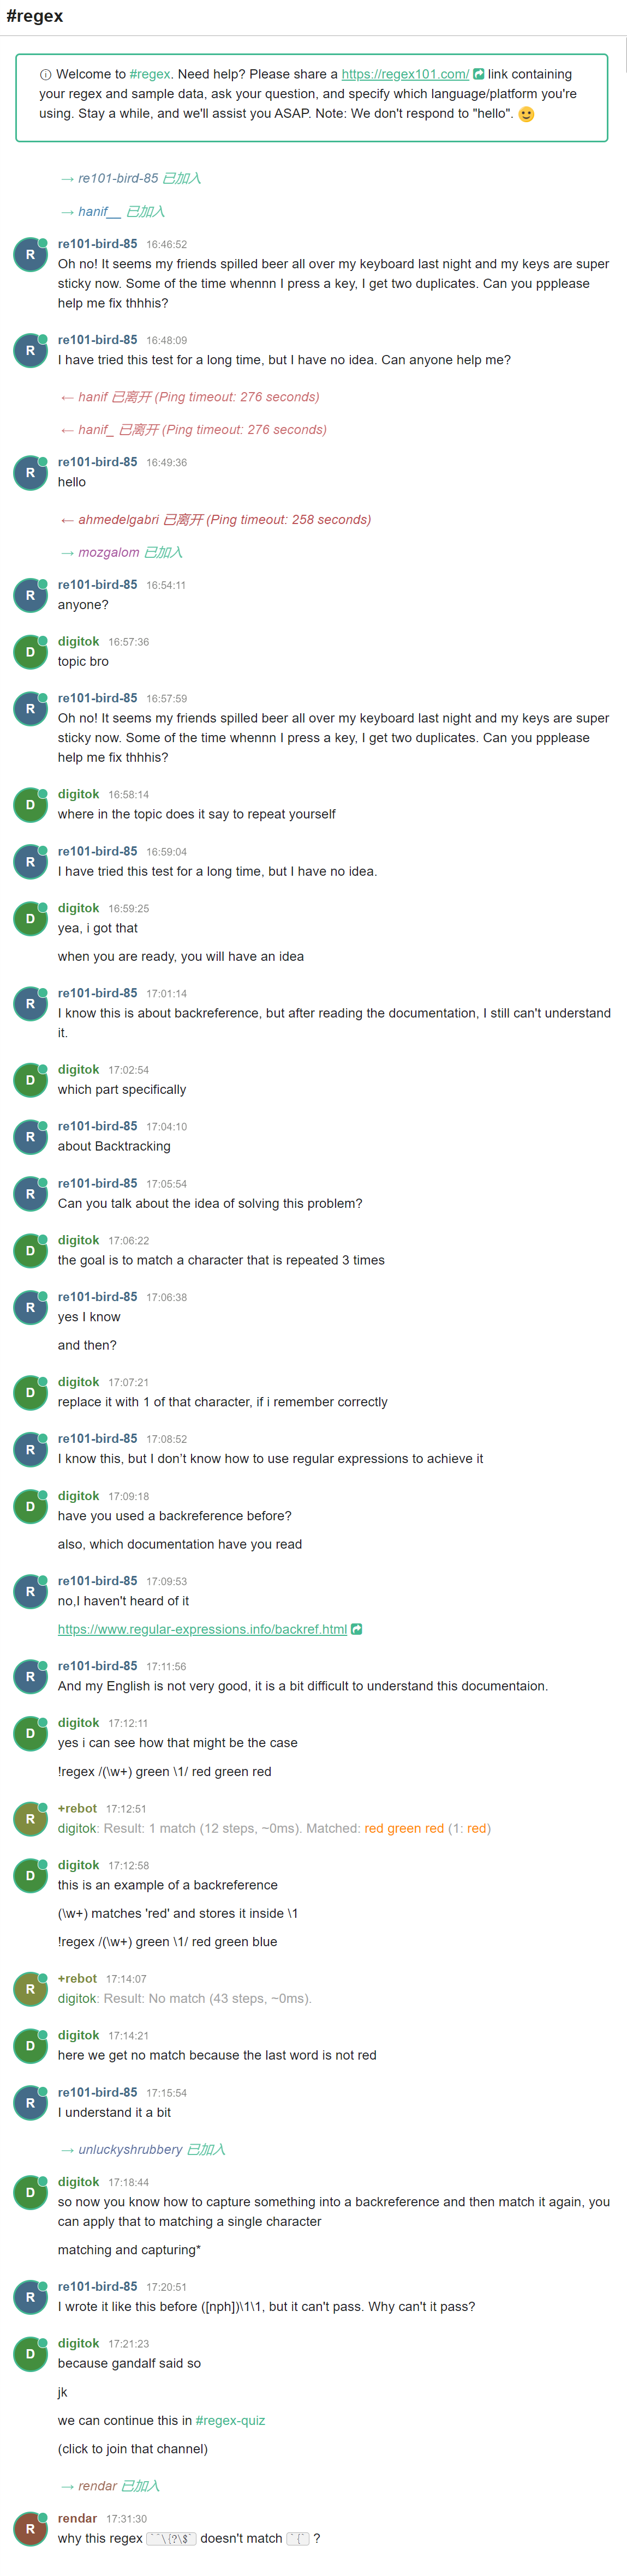 #regex
Welcome to #regex. Need help? Please share a https://regex101.com/ link containing
your regex and sample data, ask your question, and specify which language/platform you're
using. Stay a while, and we'll assist you ASAP. Note: We don't respond to "hello". 🙂
→ re101-bird-85 已加入
→ hanif__ 已加入
R
re101-bird-85 16:46:52
Oh no! It seems my friends spilled beer all over my keyboard last night and my keys are super
sticky now. Some of the time whennn I press a key, I get two duplicates. Can you ppplease
help me fix thhhis?
R
re101-bird-85 16:48:09
I have tried this test for a long time, but I have no idea. Can anyone help me?
← hanif 已离开 (Ping timeout: 276 seconds)
← hanif_ 已离开 (Ping timeout: 276 seconds)
R
re101-bird-85 16:49:36
hello
← ahmedelgabri 已离开 (Ping timeout: 258 seconds)
→ mozgalom 已加入
R
re101-bird-85 16:54:11
anyone?
D
digitok 16:57:36
topic bro
R
re101-bird-85 16:57:59
Oh no! It seems my friends spilled beer all over my keyboard last night and my keys are super
sticky now. Some of the time whennn I press a key, I get two duplicates. Can you ppplease
help me fix thhhis?
D
digitok 16:58:14
where in the topic does it say to repeat yourself
R
re101-bird-85 16:59:04
I have tried this test for a long time, but I have no idea.
D
digitok 16:59:25
yea, i got that
when you are ready, you will have an idea
R
re101-bird-85 17:01:14
I know this is about backreference, but after reading the documentation, I still can't understand
it.
D
digitok 17:02:54
which part specifically
R
re101-bird-85 17:04:10
about Backtracking
R
re101-bird-85 17:05:54
Can you talk about the idea of solving this problem?
D
digitok 17:06:22
the goal is to match a character that is repeated 3 times
R
re101-bird-85 17:06:38
yes I know
and then?
D
digitok 17:07:21
replace it with 1 of that character, if i remember correctly
R
re101-bird-85 17:08:52
I know this, but I don't know how to use regular expressions to achieve it
D
digitok 17:09:18
have you used a backreference before?
also, which documentation have you read
R
re101-bird-85 17:09:53
no,I haven't heard of it
https://www.regular-expressions.info/backref.html
R
re101-bird-85 17:11:56
And my English is not very good, it is a bit difficult to understand this documentaion.
D
digitok 17:12:11
yes i can see how that might be the case
!regex /(\w+) green \1/ red green red
R
+rebot 17:12:51
digitok: Result: 1 match (12 steps, ~0ms). Matched: red green red (1: red)
D
digitok 17:12:58
this is an example of a backreference
(\w+) matches 'red' and stores it inside \1
!regex /(\w+) green \1/ red green blue
R
+rebot 17:14:07
digitok: Result: No match (43 steps, ~0ms).
D
digitok 17:14:21
here we get no match because the last word is not red
R
re101-bird-85 17:15:54
I understand it a bit
→ unluckyshrubbery 已加入
D
digitok 17:18:44
so now you know how to capture something into a backreference and then match it again, you
can apply that to matching a single character
matching and capturing*
R
re101-bird-85 17:20:51
I wrote it like this before ([nph])\1\1, but it can't pass. Why can't it pass?
D
digitok 17:21:23
because gandalf said so
jk
we can continue this in #regex-quiz
(click to join that channel)
→ rendar 已加入
R
rendar 17:31:30
why this regex `^\{?\$` doesn't match `{` ?